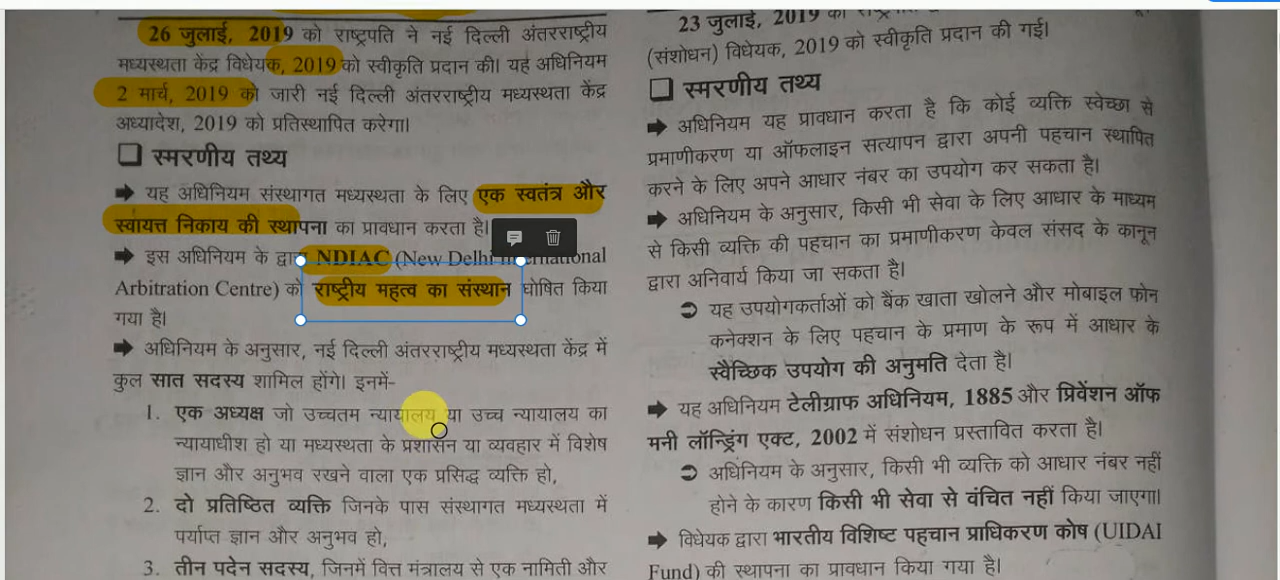 26 जुलाई, 2019 को राष्ट्रपति ने नई दिल्ली अंतरराष्ट्रीय
मध्यस्थता केंद्र विधेयक, 2019 को स्वीकृति प्रदान की। यह अधिनियम
2 मार्च, 2019 को जारी नई दिल्ली अंतरराष्ट्रीय मध्यस्थता केंद्र
अध्यादेश, 2019 को प्रतिस्थापित करेगा।
❑ स्मरणीय तथ्य
➡ यह अधिनियम संस्थागत मध्यस्थता के लिए एक स्वतंत्र और
स्वायत्त निकाय की स्थापना का प्रावधान करता है।
➡ इस अधिनियम के द्वारा NDIAC (New Delhi International
Arbitration Centre) को राष्ट्रीय महत्व का संस्थान घोषित किया
गया है।
➡ अधिनियम के अनुसार, नई दिल्ली अंतरराष्ट्रीय मध्यस्थता केंद्र में
कुल सात सदस्य शामिल होंगे। इनमें-
1. एक अध्यक्ष जो उच्चतम न्यायालय या उच्च न्यायालय का
न्यायाधीश हो या मध्यस्थता के प्रशासन या व्यवहार में विशेष
ज्ञान और अनुभव रखने वाला एक प्रसिद्ध व्यक्ति हो,
2. दो प्रतिष्ठित व्यक्ति जिनके पास संस्थागत मध्यस्थता में
पर्याप्त ज्ञान और अनुभव हो,
3. तीन पदेन सदस्य, जिनमें वित्त मंत्रालय से एक नामिती और
23 जुलाई, 2019 को
(संशोधन) विधेयक, 2019 को स्वीकृति प्रदान की गई।
❑ स्मरणीय तथ्य
➡ अधिनियम यह प्रावधान करता है कि कोई व्यक्ति स्वेच्छा से
प्रमाणीकरण या ऑफलाइन सत्यापन द्वारा अपनी पहचान स्थापित
करने के लिए अपने आधार नंबर का उपयोग कर सकता है।
➡ अधिनियम के अनुसार, किसी भी सेवा के लिए आधार के माध्यम
से किसी व्यक्ति की पहचान का प्रमाणीकरण केवल संसद के कानून
द्वारा अनिवार्य किया जा सकता है।
➲ यह उपयोगकर्ताओं को बैंक खाता खोलने और मोबाइल फोन
कनेक्शन के लिए पहचान के प्रमाण के रूप में आधार के
स्वैच्छिक उपयोग की अनुमति देता है।
➡ यह अधिनियम टेलीग्राफ अधिनियम, 1885 और प्रिवेंशन ऑफ
मनी लॉन्ड्रिंग एक्ट, 2002 में संशोधन प्रस्तावित करता है।
➲ अधिनियम के अनुसार, किसी भी व्यक्ति को आधार नंबर नहीं
होने के कारण किसी भी सेवा से वंचित नहीं किया जाएगा।
➡ विधेयक द्वारा भारतीय विशिष्ट पहचान प्राधिकरण कोष (UIDAI
Fund) की स्थापना का प्रावधान किया गया है।